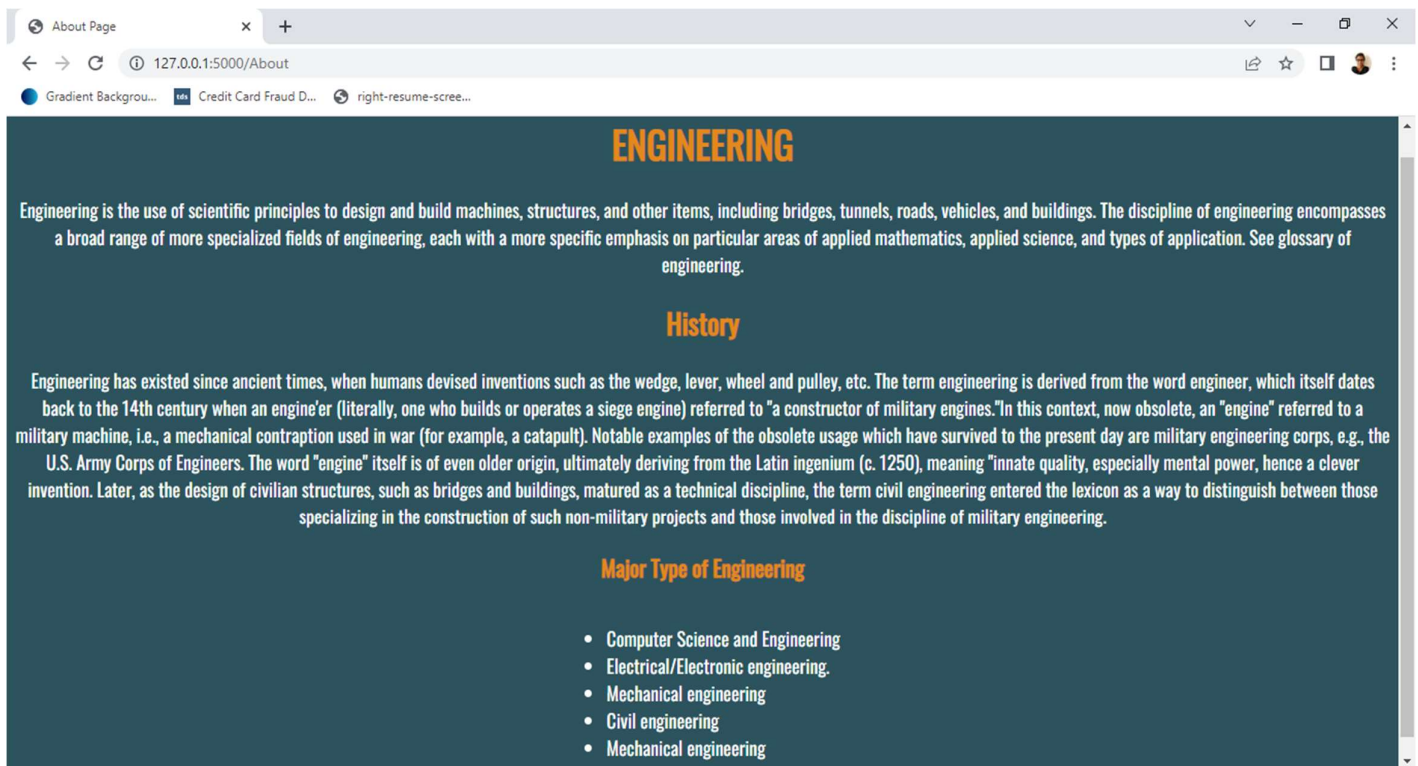 About Page
127.0.0.1:5000/About
Gradient Backgrou...
tds Credit Card Fraud D...
right-resume-scree...
ENGINEERING
Engineering is the use of scientific principles to design and build machines, structures, and other items, including bridges, tunnels, roads, vehicles, and buildings. The discipline of engineering encompasses
a broad range of more specialized fields of engineering, each with a more specific emphasis on particular areas of applied mathematics, applied science, and types of application. See glossary of
engineering.
History
Engineering has existed since ancient times, when humans devised inventions such as the wedge, lever, wheel and pulley, etc. The term engineering is derived from the word engineer, which itself dates
back to the 14th century when an engine'er (literally, one who builds or operates a siege engine) referred to "a constructor of military engines."In this context, now obsolete, an "engine" referred to a
military machine, i.e., a mechanical contraption used in war (for example, a catapult). Notable examples of the obsolete usage which have survived to the present day are military engineering corps, e.g., the
U.S. Army Corps of Engineers. The word "engine" itself is of even older origin, ultimately deriving from the Latin ingenium (c. 1250), meaning "innate quality, especially mental power, hence a clever
invention. Later, as the design of civilian structures, such as bridges and buildings, matured as a technical discipline, the term civil engineering entered the lexicon as a way to distinguish between those
specializing in the construction of such non-military projects and those involved in the discipline of military engineering.
Major Type of Engineering
• Computer Science and Engineering
• Electrical/Electronic engineering.
• Mechanical engineering
• Civil engineering
• Mechanical engineering